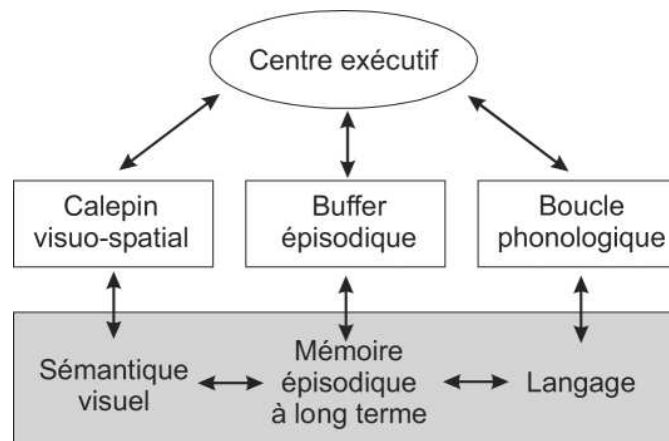 Centre exécutif
Calepin
visuo-spatial
Buffer
épisodique
Boucle
phonologique
Sémantique
visuel
Mémoire
épisodique
à long terme
Langage